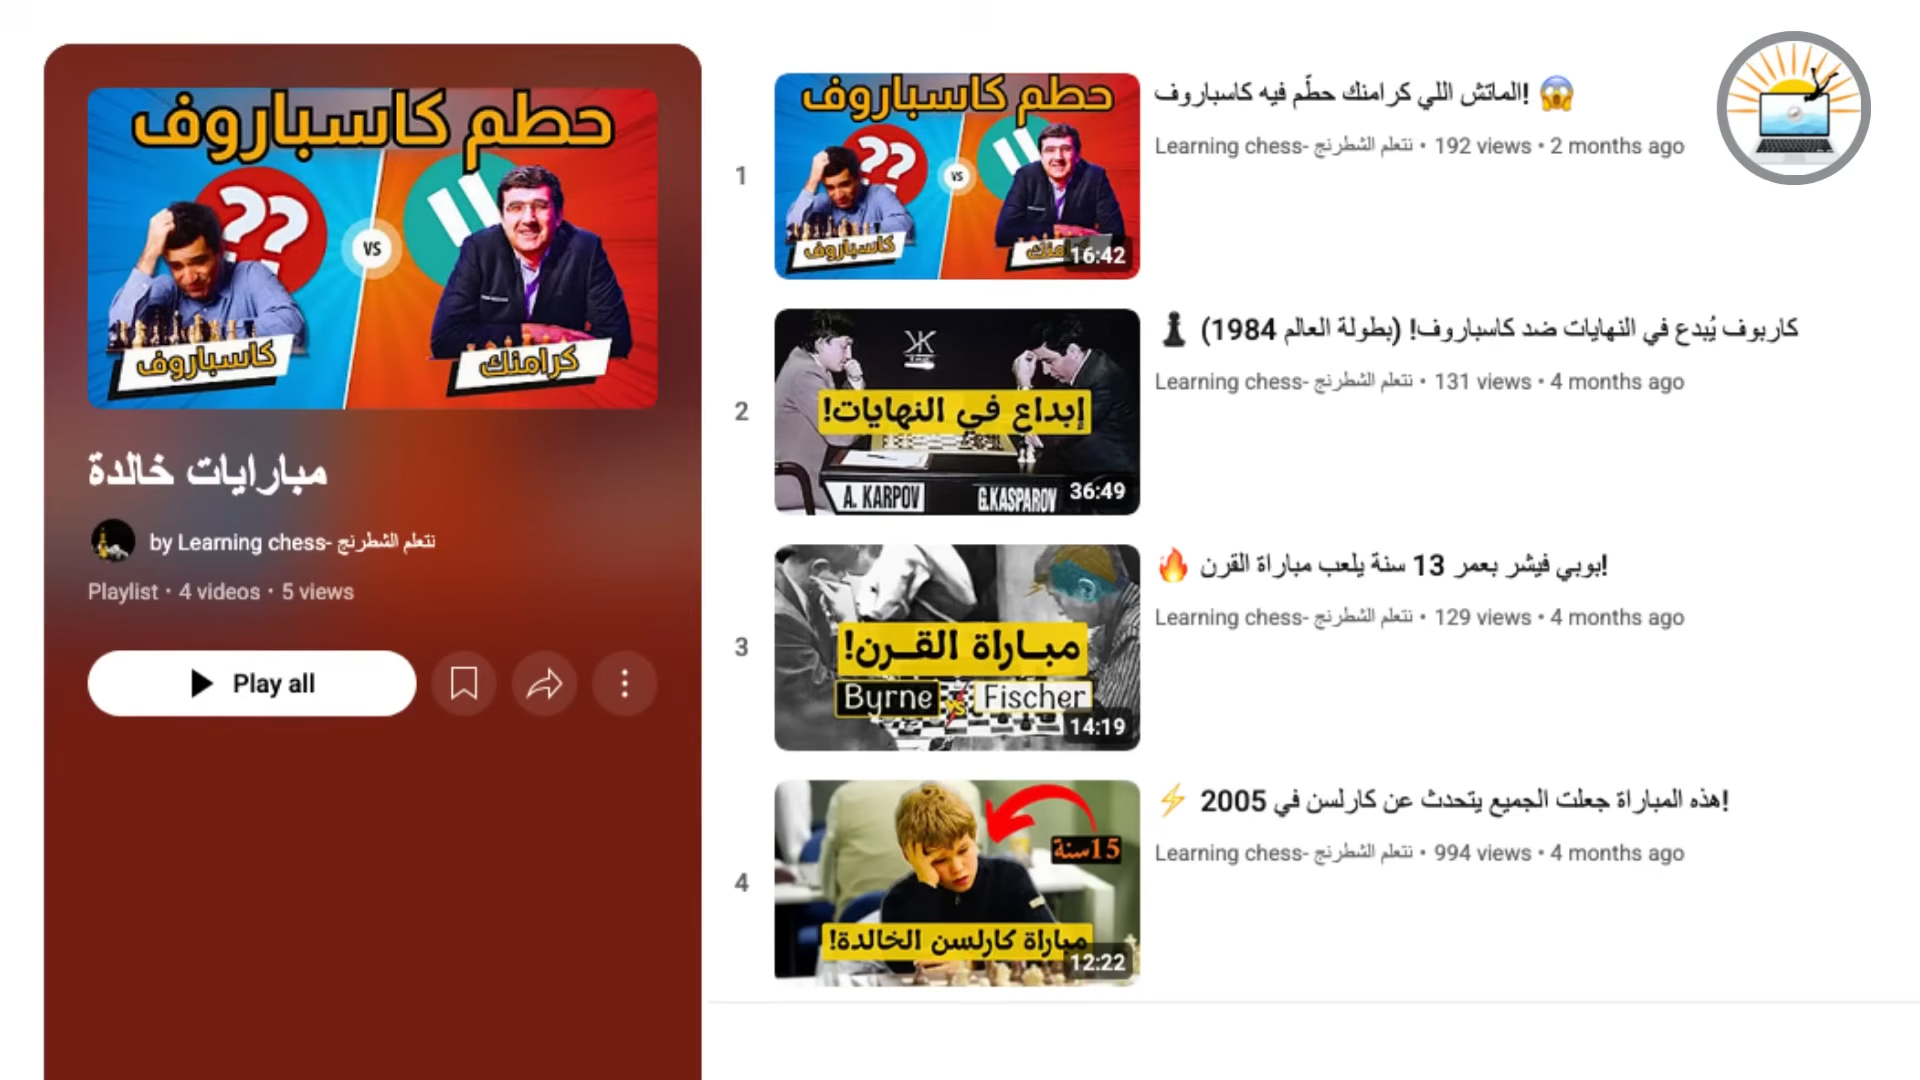 حطم كاسباروف
??
VS
كاسباروف
كرامنك
مبارايات خالدة
by Learning chess- نتعلم الشطرنج
Playlist • 4 videos • 5 views
Play all
1
حطم كاسباروف
??
VS
كاسباروف
16:42
الماتش اللي كرامنك حطّم فيه كاسباروف! 😱
Learning chess- نتعلم الشطرنج • 192 views • 2 months ago
2
إبداع في النهايات!
A. KARPOV
G.KASPAROV
36:49
♟️ كاربوف يُبدع في النهايات ضد كاسباروف! (بطولة العالم 1984)
Learning chess- نتعلم الشطرنج • 131 views • 4 months ago
3
مباراة القرن!
Byrne vs Fischer
14:19
🔥 بوبي فيشر بعمر 13 سنة يلعب مباراة القرن!
Learning chess- نتعلم الشطرنج • 129 views • 4 months ago
4
15سنة
مباراة كارلسن الخالدة!
12:22
⚡ هذه المباراة جعلت الجميع يتحدث عن كارلسن في 2005!
Learning chess- نتعلم الشطرنج • 994 views • 4 months ago